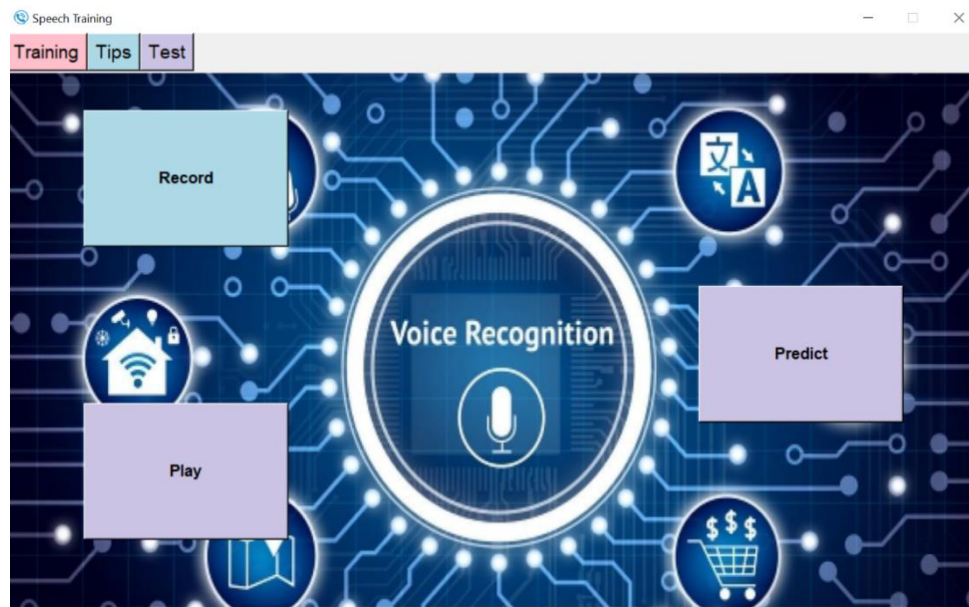 Speech Training
Training Tips Test
Record
文
A
Voice Recognition
Predict
Play
$ $ $